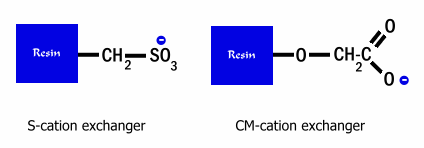 Resin CH2 SO3
Resin O CH2-C O O
S-cation exchanger
CM-cation exchanger